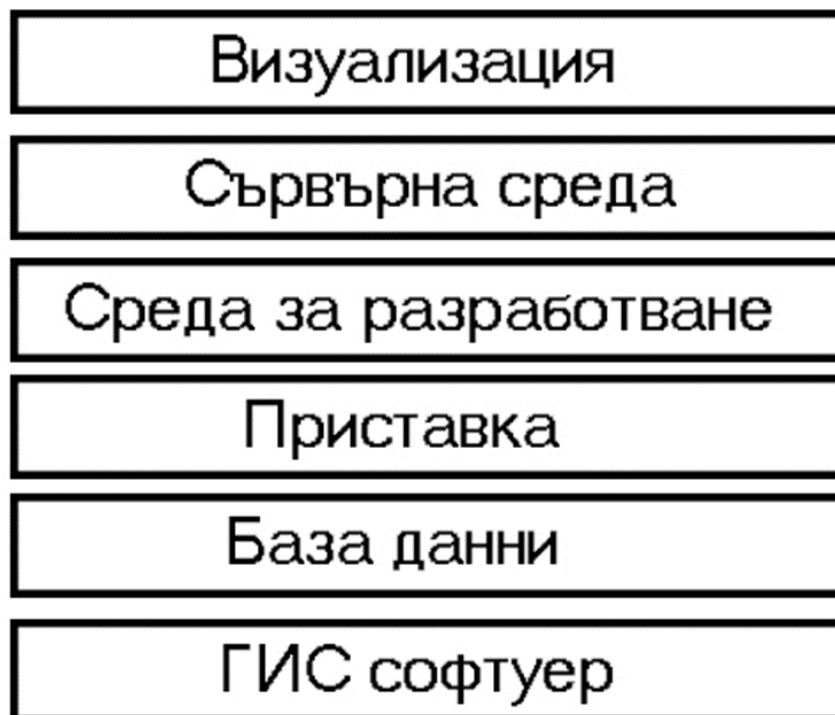 Визуализация
Сървърна среда
Среда за разработване
Приставка
База данни
ГИС софтуер